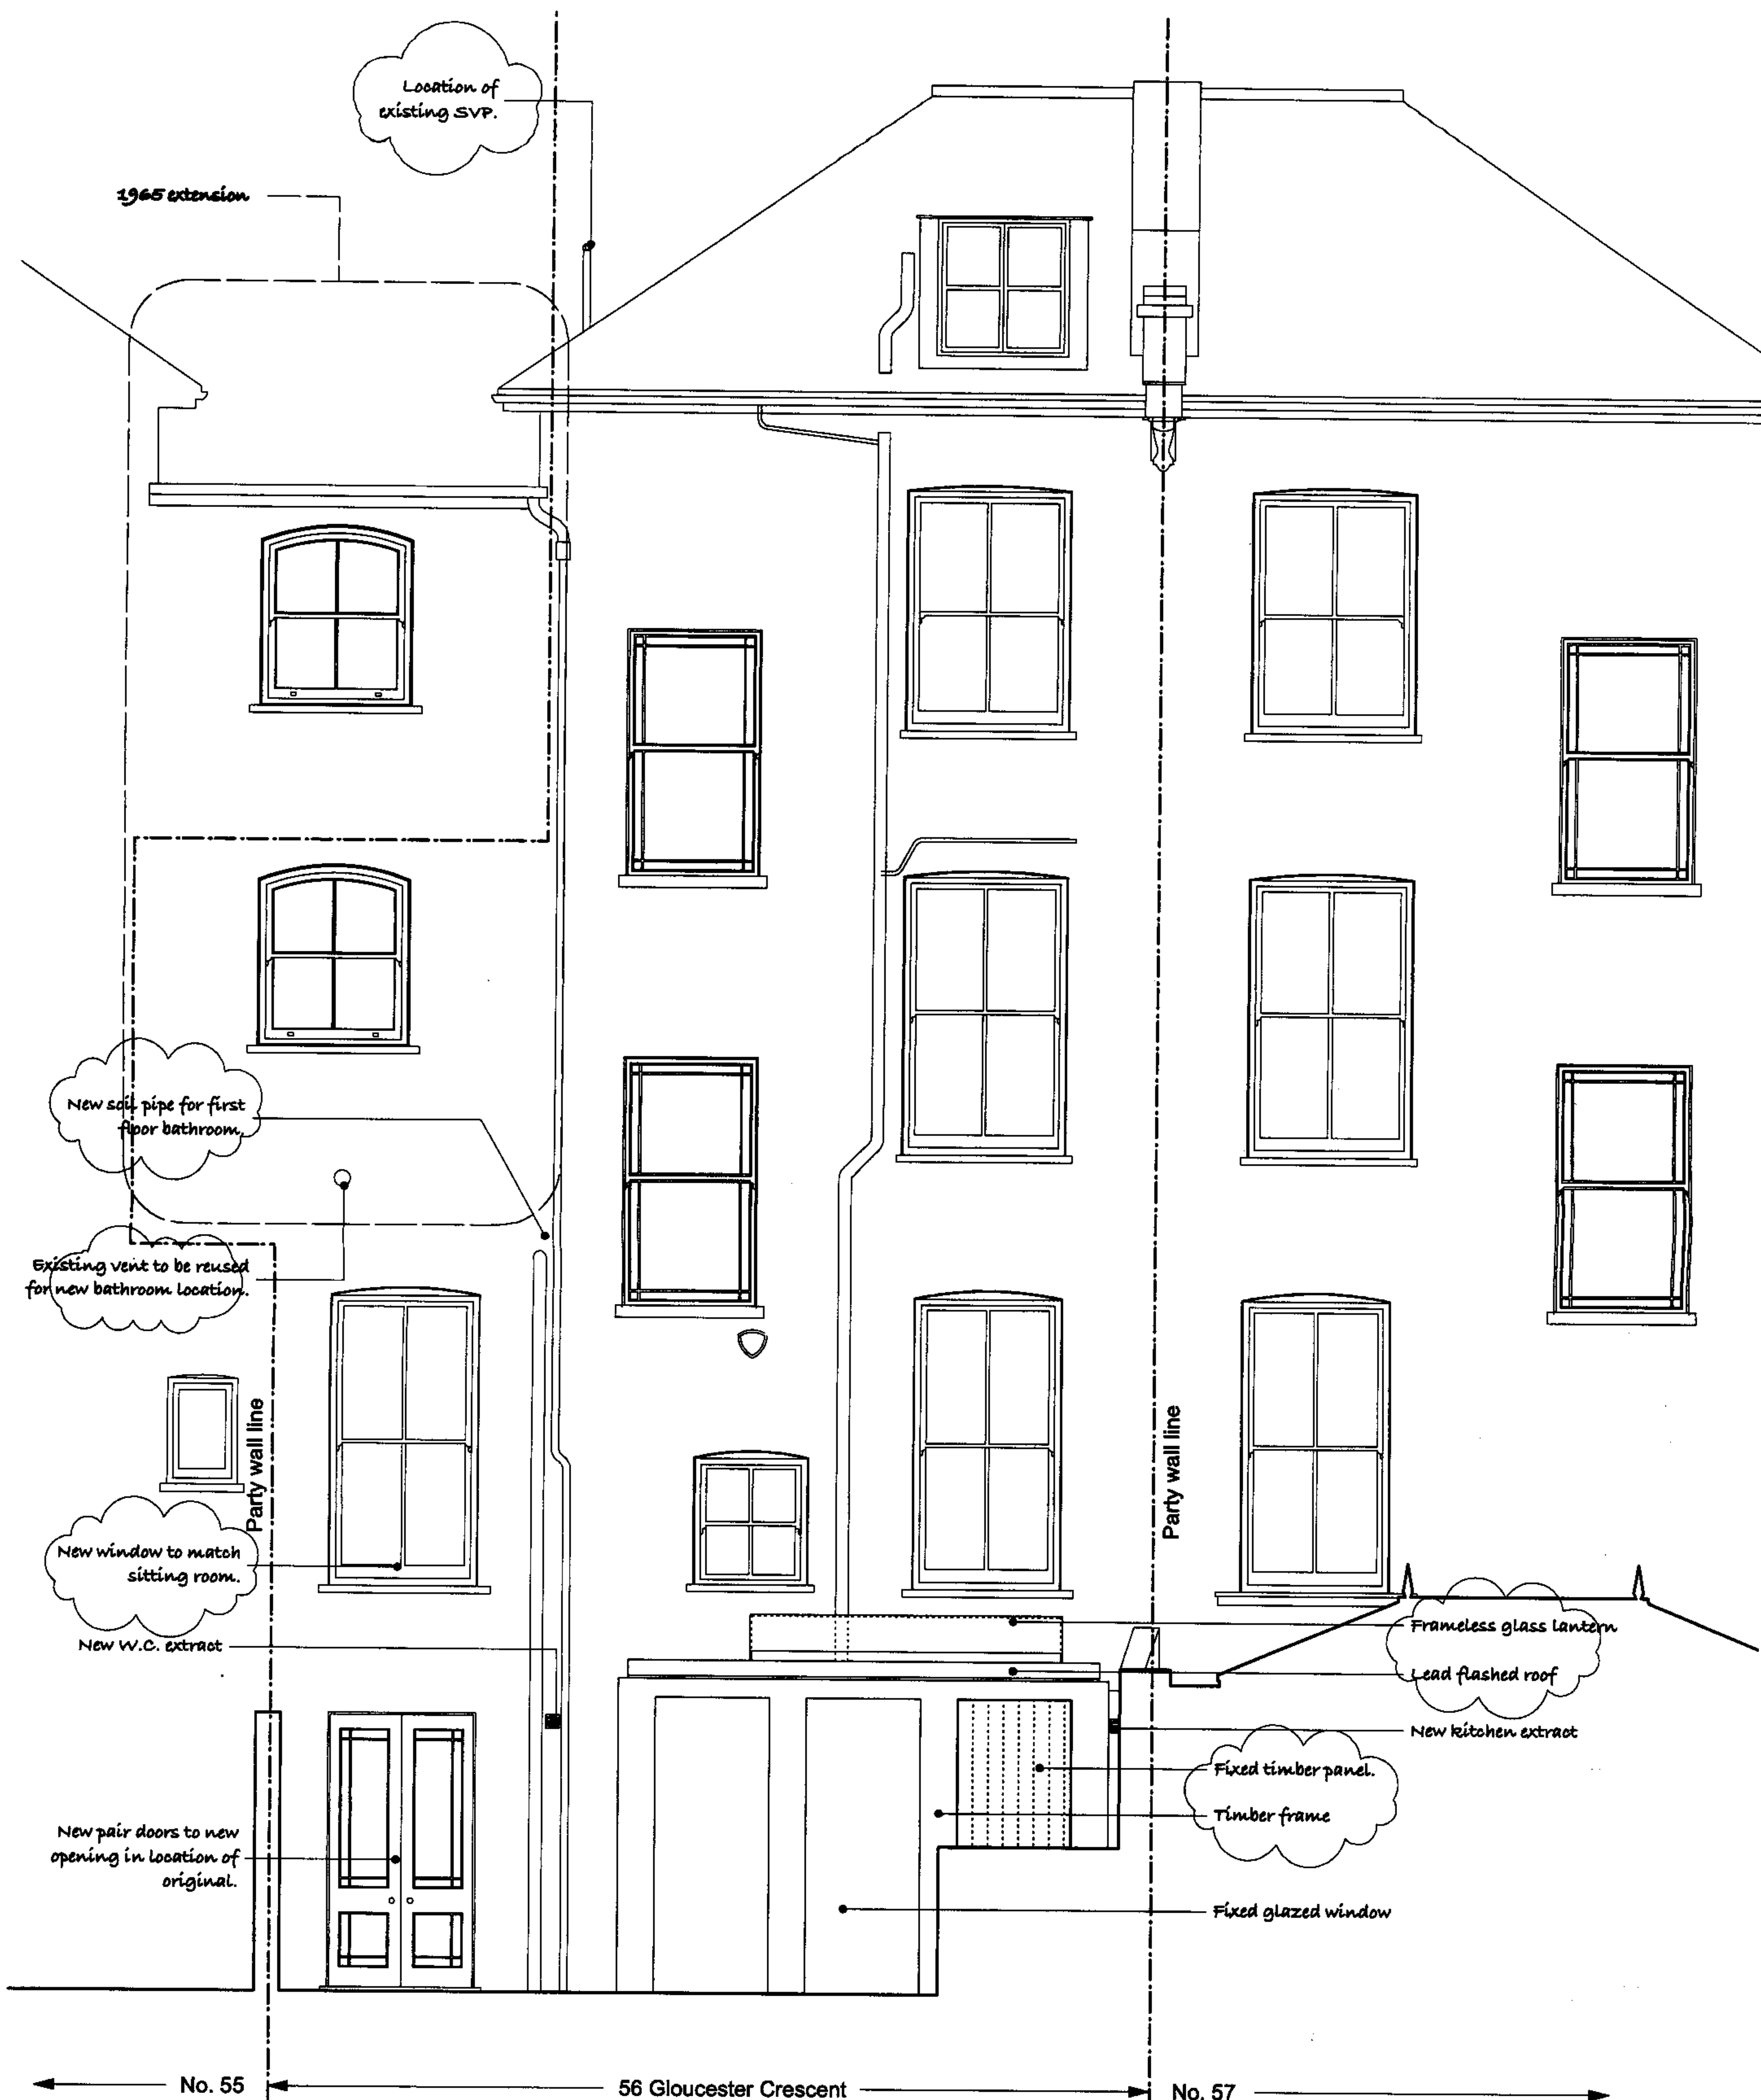 Location of
existing SVP.
1965 extension
New soil pipe for first
floor bathroom.
Existing vent to be reused
for new bathroom location.
Party wall line
Party wall line
New window to match
sitting room.
New W.C. extract
Frameless glass lantern
Lead flashed roof
New kitchen extract
Fixed timber panel.
Timber frame
New pair doors to new
opening in location of
original.
Fixed glazed window
No. 55
56 Gloucester Crescent
No. 57